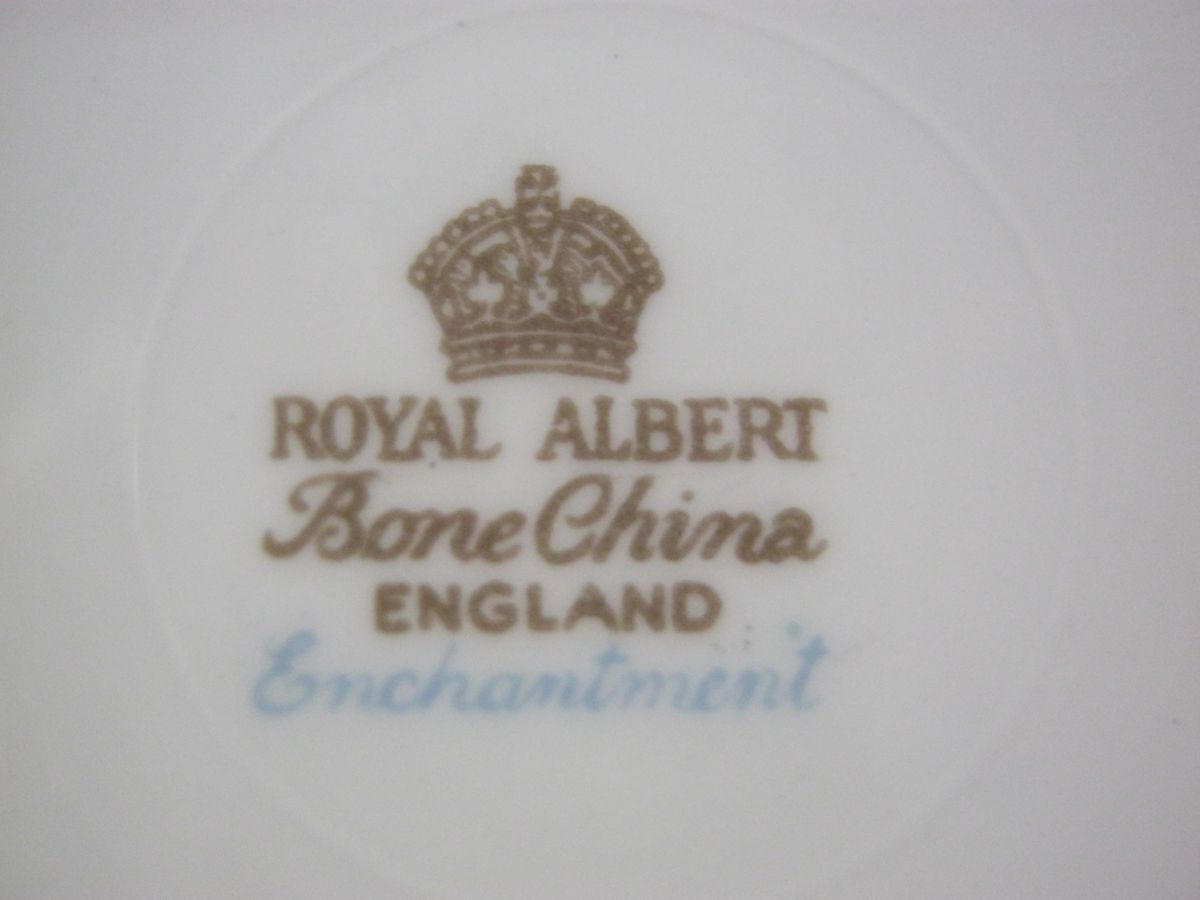 ROYAL ALBERT
Bone China
ENGLAND
Enchantment